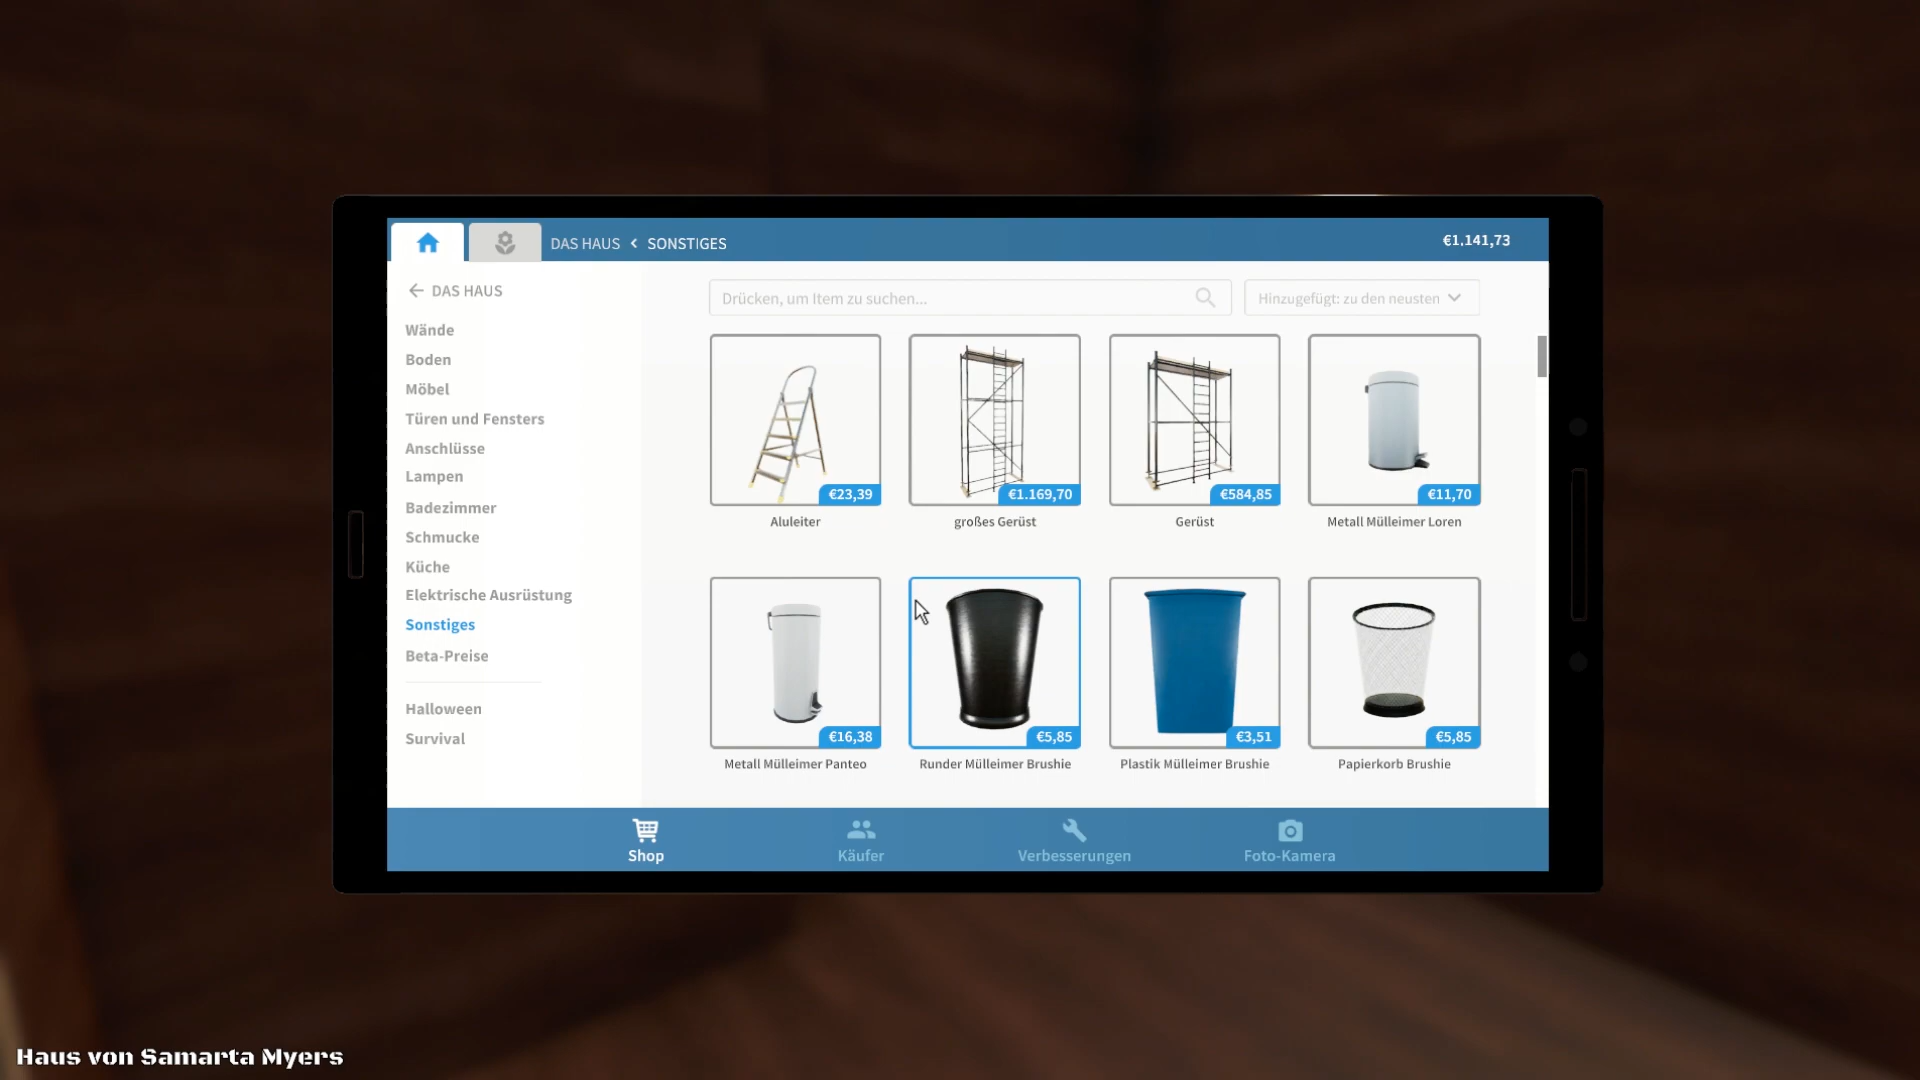 DAS HAUS < SONSTIGES
€1.141,73
DAS HAUS
Wände
Boden
Möbel
Türen und Fensters
Anschlüsse
Lampen
Badezimmer
Schmucke
Küche
Elektrische Ausrüstung
Sonstiges
Beta-Preise
Halloween
Survival
Drücken, um Item zu suchen...
Hinzugefügt: zu den neusten
€23,39
€1.169,70
€584,85
€11,70
Aluleiter
großes Gerüst
Gerüst
Metall Mülleimer Loren
€16,38
€5,85
€3,51
€5,85
Metall Mülleimer Panteo
Runder Mülleimer Brushie
Plastik Mülleimer Brushie
Papierkorb Brushie
Shop
Käufer
Verbesserungen
Foto-Kamera
Haus von Samarta Myers